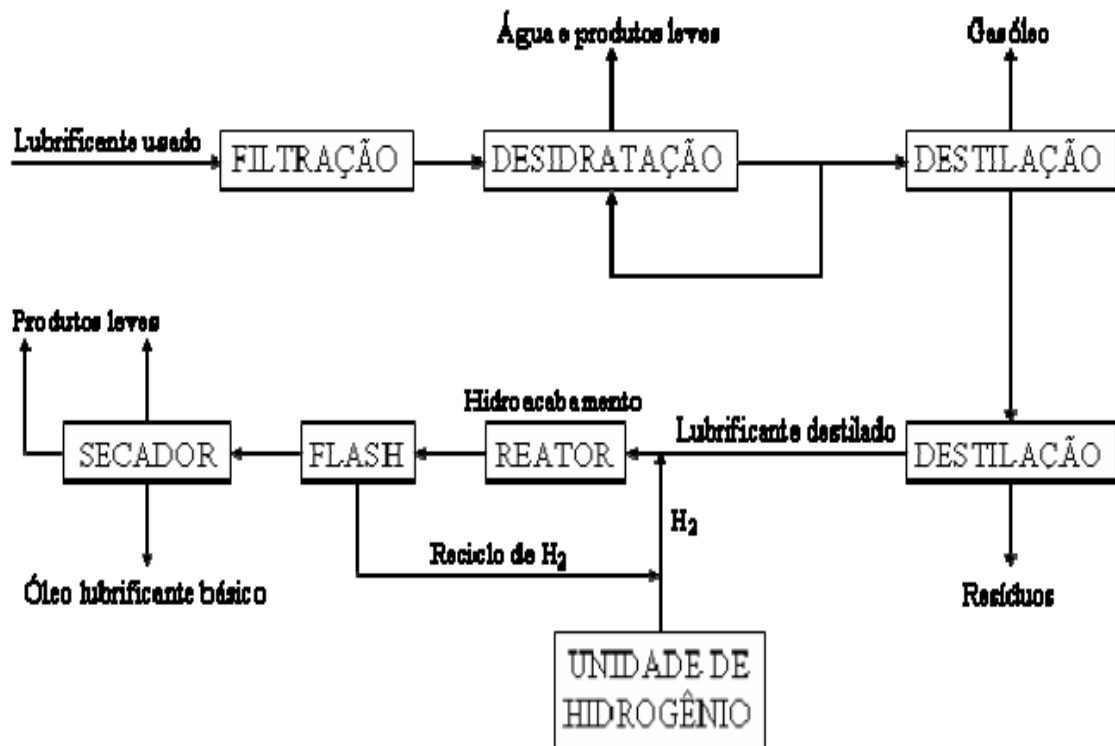 Água e produtos leves
Gasóleo
Lubrificante usado
FILTRAÇÃO
DESIDRATAÇÃO
DESTILAÇÃO
Produtos leves
Hidroacabamento
Lubrificante destilado
SECADOR
FLASH
REATOR
DESTILAÇÃO
H₂
Reciclo de H₂
Óleo lubrificante básico
Resíduos
UNIDADE DE
HIDROGÊNIO